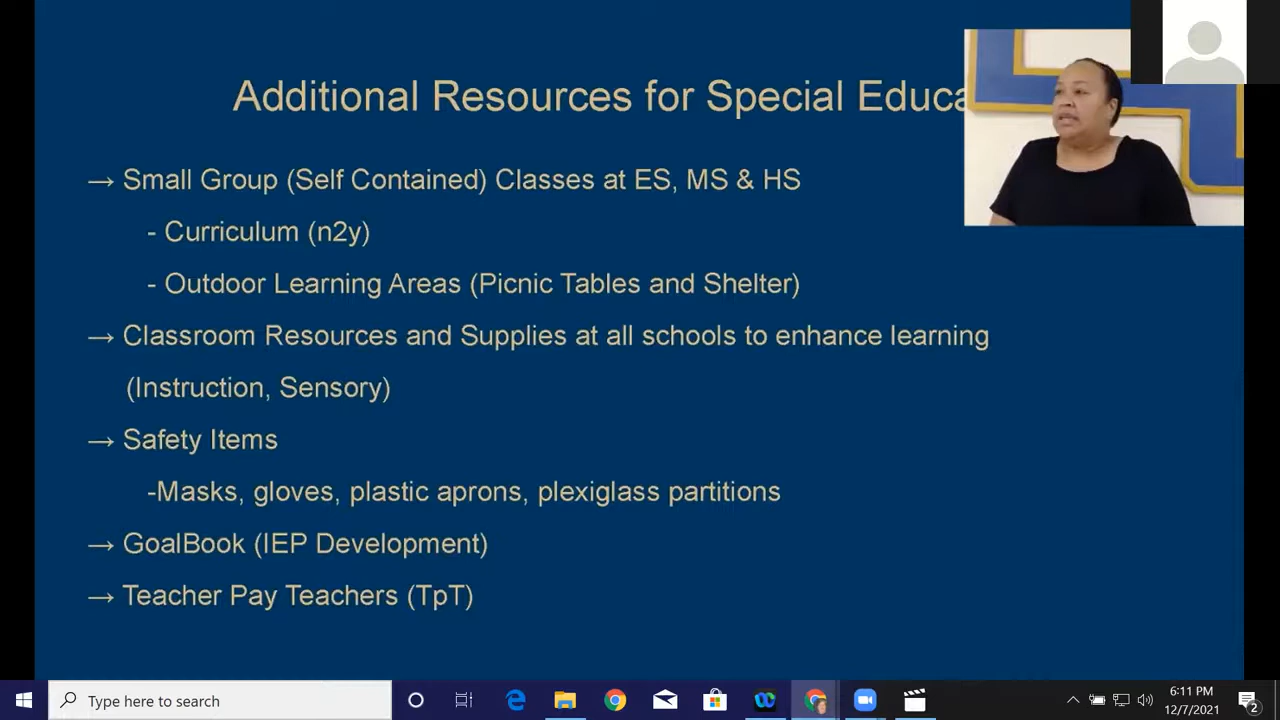 Additional Resources for Special Educa
→ Small Group (Self Contained) Classes at ES, MS & HS
- Curriculum (n2y)
- Outdoor Learning Areas (Picnic Tables and Shelter)
→ Classroom Resources and Supplies at all schools to enhance learning
(Instruction, Sensory)
→ Safety Items
-Masks, gloves, plastic aprons, plexiglass partitions
→ GoalBook (IEP Development)
→ Teacher Pay Teachers (TpT)
Type here to search
6:11 PM
12/7/2021
2